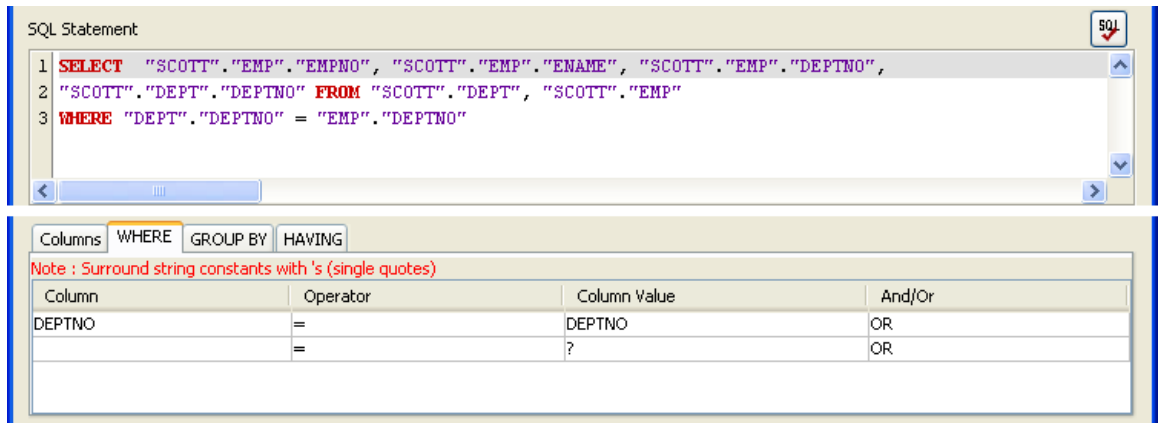 SQL Statement
SQL
1 SELECT "SCOTT"."EMP"."EMPNO", "SCOTT"."EMP"."ENAME", "SCOTT"."EMP"."DEPTNO",
2 "SCOTT"."DEPT"."DEPTNO" FROM "SCOTT"."DEPT", "SCOTT"."EMP"
3 WHERE "DEPT"."DEPTNO" = "EMP"."DEPTNO"
Columns WHERE GROUP BY HAVING
Note : Surround string constants with 's (single quotes)
Column Operator Column Value And/Or
DEPTNO = DEPTNO OR
= ? OR